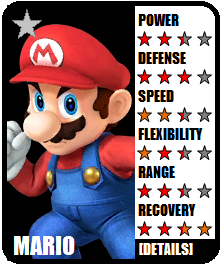 M
POWER
DEFENSE
SPEED
FLEXIBILITY
RANGE
RECOVERY
MARIO
[DETAILS]